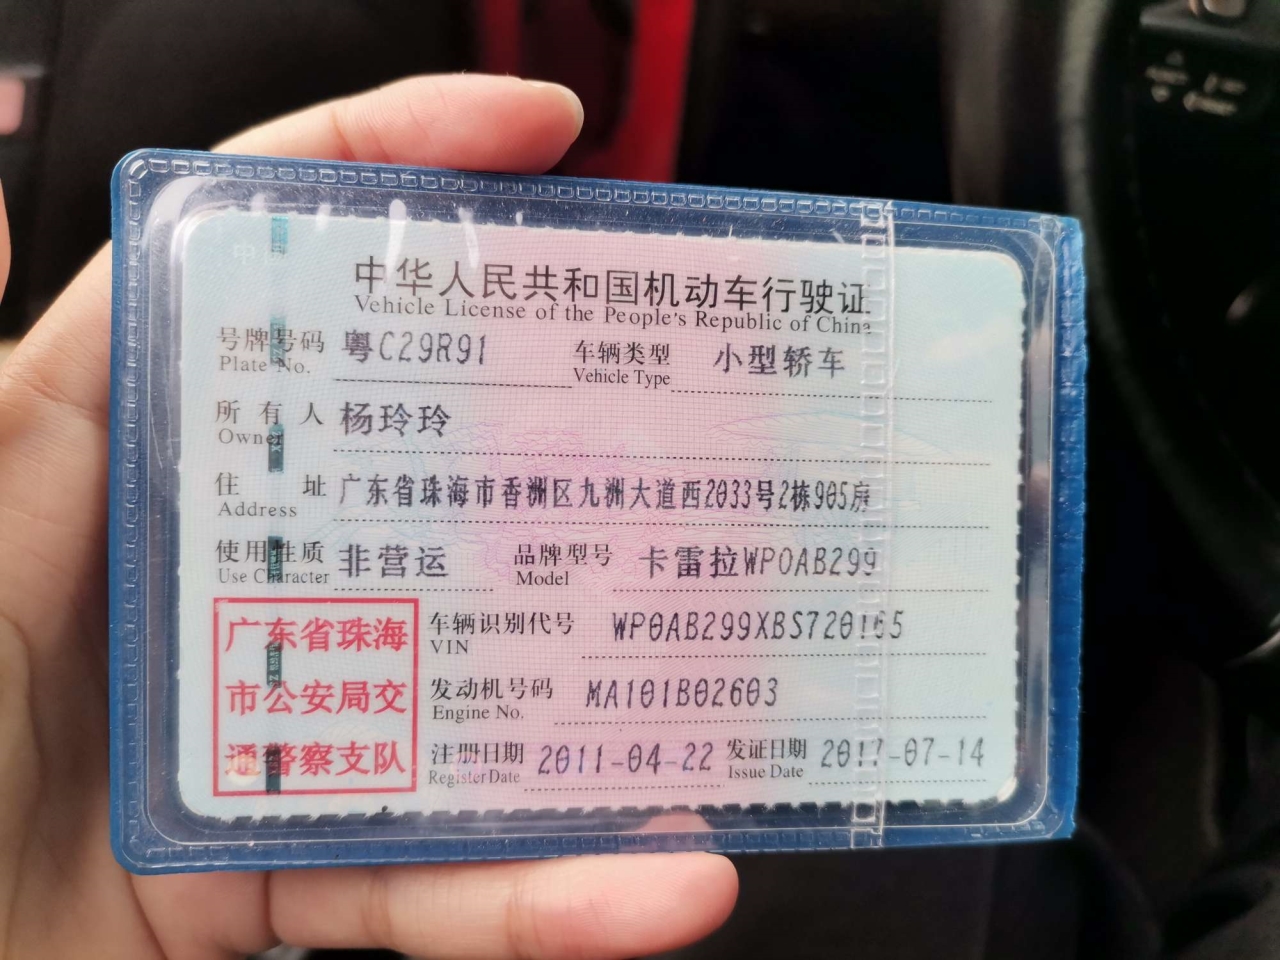 中华人民共和国机动车行驶证
Vehicle License of the People's Republic of China
号牌号码 粤C29R91 车辆类型 小型轿车
Plate No. Vehicle Type
所有人 杨玲玲
Owner
住址 广东省珠海市香洲区九洲大道西2033号2栋905房
Address
使用性质 非营运 品牌型号 卡雷拉WP0AB299
Use Character Model
广东省珠海
市公安局交
通警察支队
车辆识别代号 WP0AB299XBS720165
VIN
发动机号码 MA101B02603
Engine No.
注册日期 2011-04-22 发证日期 2017-07-14
Register Date Issue Date